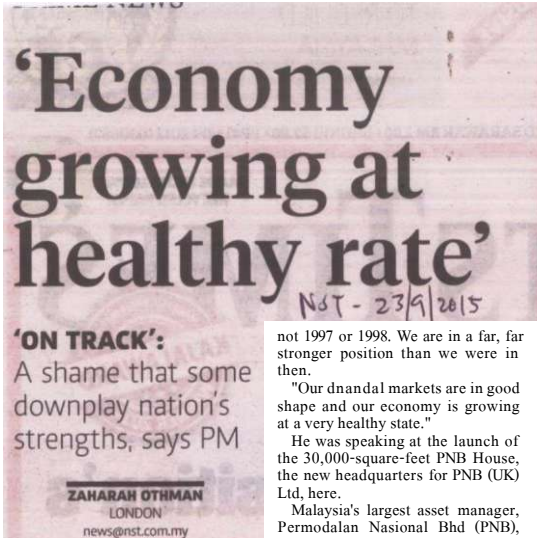 ‘Economy
growing at
healthy rate’
NST - 23/9/2015
‘ON TRACK’:
A shame that some
downplay nation's
strengths, says PM
ZAHARAH OTHMAN
LONDON
news@nst.com.my
not 1997 or 1998. We are in a far, far
stronger position than we were in
then.
"Our dnandal markets are in good
shape and our economy is growing
at a very healthy state."
He was speaking at the launch of
the 30,000-square-feet PNB House,
the new headquarters for PNB (UK)
Ltd, here.
Malaysia's largest asset manager,
Permodalan Nasional Bhd (PNB),